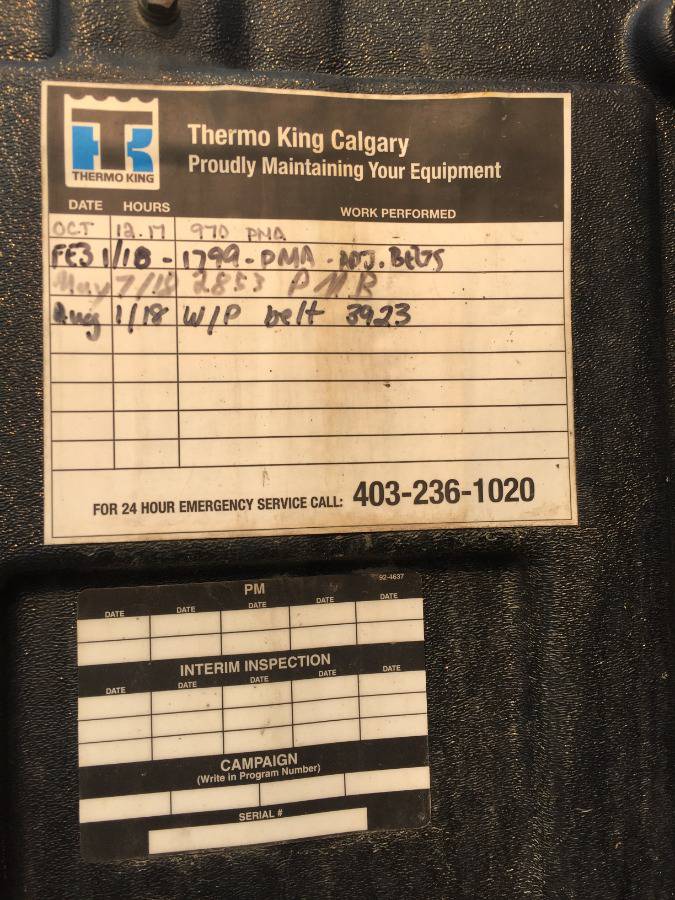 Thermo King Calgary
Proudly Maintaining Your Equipment
THERMO KING
DATE HOURS WORK PERFORMED
OCT 12.17 970 PMA
FEB 1/18 - 1799 - PMA - ADJ. BELTS
May 7/18 2853 PMB
Aug 1/18 W/P belt 3923
FOR 24 HOUR EMERGENCY SERVICE CALL: 403-236-1020
92-4637
PM
DATE DATE DATE DATE DATE
INTERIM INSPECTION
DATE DATE DATE DATE DATE
CAMPAIGN
(Write in Program Number)
SERIAL #